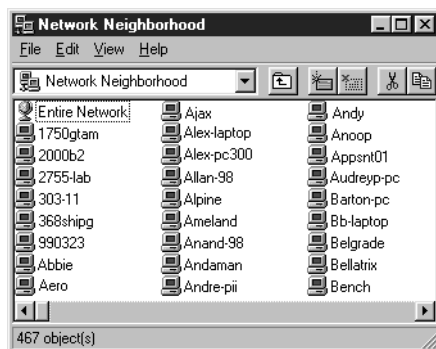 Network Neighborhood
File Edit View Help
Network Neighborhood
Entire Network
1750gtam
2000b2
2755-lab
303-11
368shipg
990323
Abbie
Aero
Ajax
Alex-laptop
Alex-pc300
Allan-98
Alpine
Ameland
Anand-98
Andaman
Andre-pii
Andy
Anoop
Appsnt01
Audreyp-pc
Barton-pc
Bb-laptop
Belgrade
Bellatrix
Bench
467 object(s)